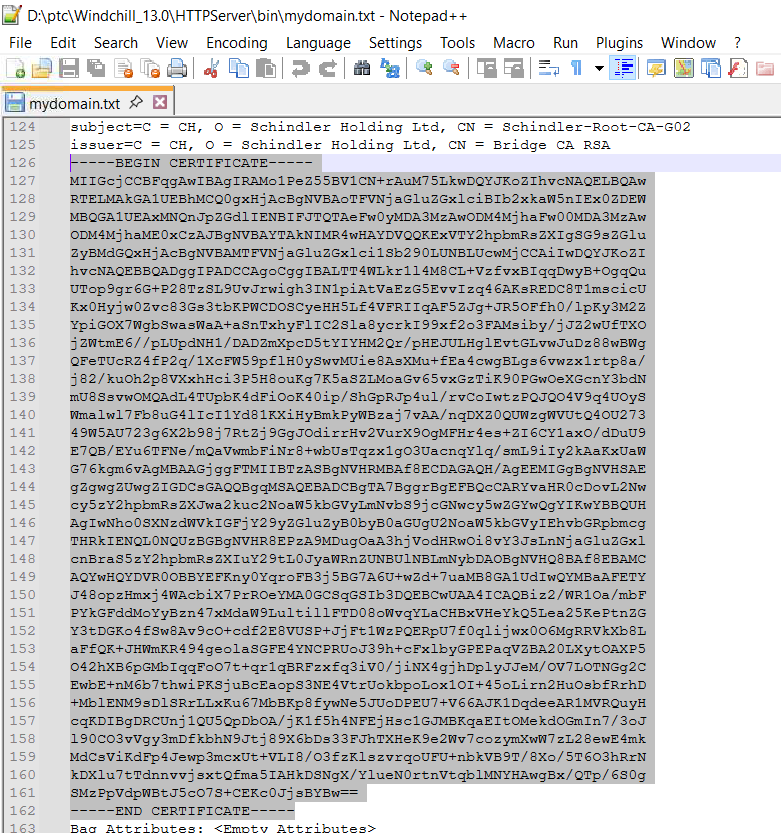 D:\ptc\Windchill_13.0\HTTPServer\bin\mydomain.txt - Notepad++
File Edit Search View Encoding Language Settings Tools Macro Run Plugins Window ?
mydomain.txt
124 subject=C = CH, O = Schindler Holding Ltd, CN = Schindler-Root-CA-G02
125 issuer=C = CH, O = Schindler Holding Ltd, CN = Bridge CA RSA
126 -----BEGIN CERTIFICATE-----
127 MIIGcjCCBFqgAwIBAgIRAMo1PeZ55BV1CN+rAuM75LkwDQYJKoZIhvcNAQELBQAw
128 RTELMAkGA1UEBhMCQ0gxHjAcBgNVBAoTFVNjaGluZGxlciBIb2xkaW5nIEx0ZDEW
129 MBQGA1UEAxMNQnJpZGdlIENBIFJTQTAeFw0yMDA3MzAwODM4MjhaFw00MDA3MzAw
130 ODM4MjhaME0xCzAJBgNVBAYTAkNIMR4wHAYDVQQKExVTY2hpbmRsZXIgSG9sZGlu
131 ZyBMdGQxHjAcBgNVBAMTFVNjaGluZGxlci1Sb290LUNBLUcwMjCCAiIwDQYJKoZI
132 hvcNAQEBBQADggIPADCCAgoCggIBALTT4WLkr1l4M8CL+VzfvxBIqqDwyB+OgqQu
133 UTop9gr6G+P28TzSL9UvJrwigh3IN1piAtVaEzG5EvvIzq46AKsREDC8T1mscicU
134 Kx0Hyjw0Zvc83Gs3tbKPWCDOSCyeHH5Lf4VFRIIqAF5ZJg+JR5OFfh0/lpKy3M2Z
135 YpiGOX7WgbSwasWaA+aSnTxhyFlIC2Sla8ycrkI99xf2o3FAMsiby/jJZ2wUfTXO
136 jZWtmE6//pLUpdNH1/DADZmXpcD5tYIYHM2Qr/pHEJULHglEvtGLvwJuDz88wBWg
137 QFeTUcRZ4fP2q/1XcFW59pflH0ySwvMUie8AsXMu+fEa4cwgBLgs6vwzx1rtp8a/
138 j82/kuOh2p8VXxhHci3P5H8ouKg7K5aSZLMoaGv65vxGzTiK90PGwOeXGcnY3bdN
139 mU8SsvwOMQAdL4TUpbK4dFiOoK40ip/ShGpRJp4ul/rvCoIwtzPQJQO4V9q4UOyS
140 Wmalwl7Fb8uG4lIcI1Yd81KXiHyBmkPyWBzaj7vAA/nqDXZ0QUWzgWVUtQ4OU273
141 49W5AU723g6X2b98j7RtZj9GgJOdirrHv2VurX9OgMFHr4es+ZI6CY1axO/dDuU9
142 E7QB/EYu6TFNe/mQaVwmbFiNr8+wbUsTqzx1gO3UacnqYlq/smL9iIy2kAaKxUaW
143 G76kgm6vAgMBAAGjggFTMIIBTzASBgNVHRMBAf8ECDAGAQH/AgEEMIGgBgNVHSAE
144 gZgwgZUwgZIGDCsGAQQBgqMSAQEBADCBgTA7BggrBgEFBQcCARYvaHR0cDovL2Nw
145 cy5zY2hpbmRsZXJwa2kuc2NoaW5kbGVyLmNvbS9jcGNwcy5wZGYwQgYIKwYBBQUH
146 AgIwNho0SXNzdWVkIGFjY29yZGluZyB0byB0aGUgU2NoaW5kbGVyIEhvbGRpbmcg
147 THRkIENQL0NQUzBGBgNVHR8EPzA9MDugOaA3hjVodHRwOi8vY3JsLnNjaGluZGxl
148 cnBraS5zY2hpbmRsZXIuY29tL0JyaWRnZUNBUlNBLmNybDAOBgNVHQ8BAf8EBAMC
149 AQYwHQYDVR0OBBYEFKny0YqroFB3j5BG7A6U+wZd+7uaMB8GA1UdIwQYMBaAFETY
150 J48opzHmxj4WAcbiX7PrROeYMA0GCSqGSIb3DQEBCwUAA4ICAQBiz2/WR1Oa/mbF
151 PYkGFddMoYyBzn47xMdaW9LultillFTD08oWvqYLaCHBxVHeYkQ5Lea25KePtnZG
152 Y3tDGKo4fSw8Av9cO+cdf2E8VUSP+JjFt1WzPQERpU7f0qlijwx0O6MgRRVkXb8L
153 aFfQK+JHWmKR494geolaSGFE4YNCPRUoJ39h+cFxlbyGPEPaqVZBA20LXytOAXP5
154 O42hXB6pGMbIqqFoO7t+qr1qBRFzxfq3iV0/jiNX4gjhDplyJJeM/OV7LOTNGg2C
155 EwbE+nM6b7thwiPKSjuBcEaopS3NE4VtrUokbpoLox1OI+45oLirn2HuOsbfRrhD
156 +MblENM9sDlSRrLLxKu67MbBKp8fywNe5JUoDPEU7+V66AJK1DqdeeAR1MVRQuyH
157 cqKDIBgDRCUnj1QU5QpDbOA/jK1f5h4NFEjHsc1GJMBKqaEItOMekdOGmIn7/3oJ
158 l90CO3vVgy3mDfkbhN9Jtj89X6bDs33FJhTXHeK9e2Wv7cozymXwW7zL28ewE4mk
159 MdCsViKdFp4Jewp3mcxUt+VLI8/O3fzKlszvrqoUFU+nbkVB9T/8Xo/5T6O3hRrN
160 kDXlu7tTdnnvvjsxtQfma5IAHkDSNgX/YlueN0rtnVtqblMNYHAwgBx/QTp/6S0g
161 SMzPpVdpWBtJ5cO7S+CEKc0JjsBYBw==
162 -----END CERTIFICATE-----
163 Bag Attributes: <Empty Attributes>